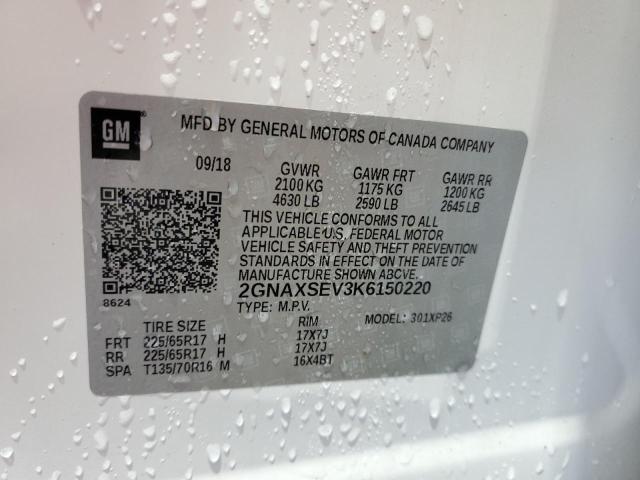 GM
MFD BY GENERAL MOTORS OF CANADA COMPANY
09/18 GVWR GAWR FRT GAWR RR
2100 KG 1175 KG 1200 KG
4630 LB 2590 LB 2645 LB
THIS VEHICLE CONFORMS TO ALL
APPLICABLE U.S. FEDERAL MOTOR
VEHICLE SAFETY AND THEFT PREVENTION
STANDARDS IN EFFECT ON THE DATE OF
MANUFACTURE SHOWN ABOVE.
8624 2GNAXSEV3K6150220
TYPE: M.P.V. MODEL: 301XP26
TIRE SIZE RIM
FRT 225/65R17 H 17X7J
RR 225/65R17 H 17X7J
SPA T135/70R16 M 16X4BT